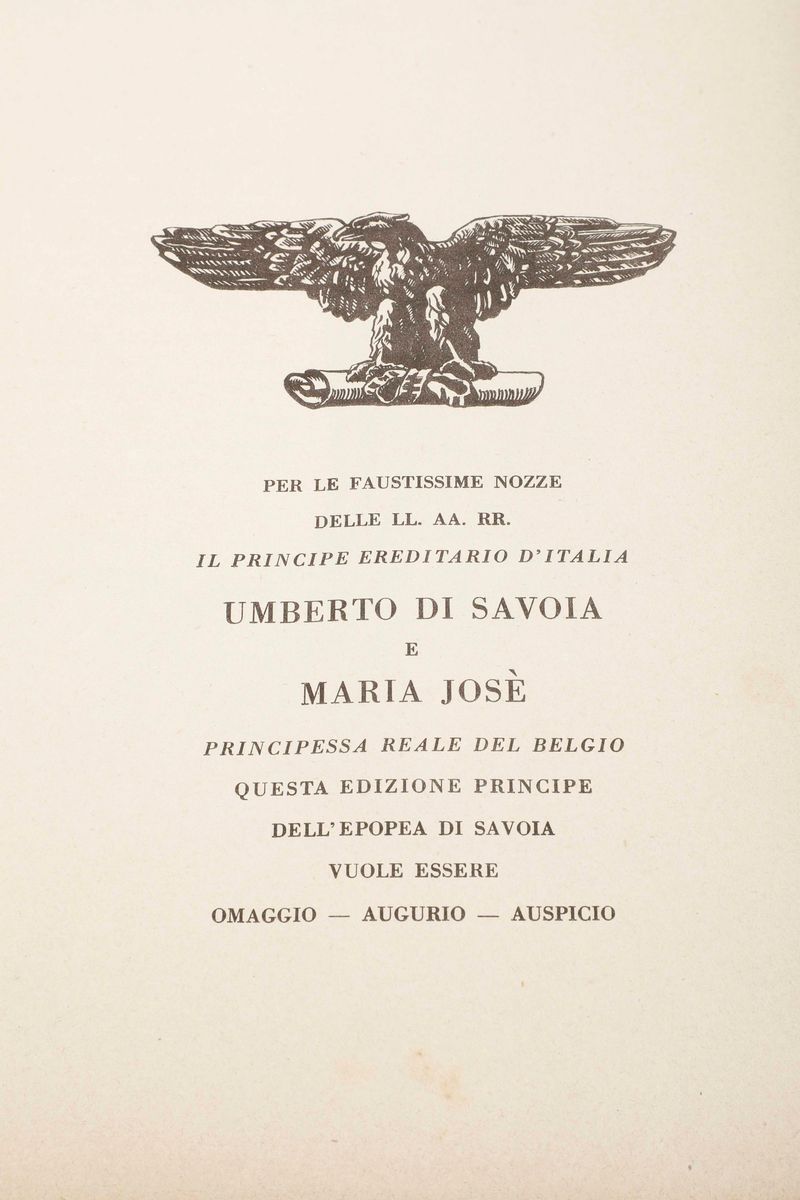 PER LE FAUSTISSIME NOZZE
DELLE LL. AA. RR.
IL PRINCIPE EREDITARIO D'ITALIA
UMBERTO DI SAVOIA
E
MARIA JOSÈ
PRINCIPESSA REALE DEL BELGIO
QUESTA EDIZIONE PRINCIPE
DELL'EPOPEA DI SAVOIA
VUOLE ESSERE
OMAGGIO — AUGURIO — AUSPICIO